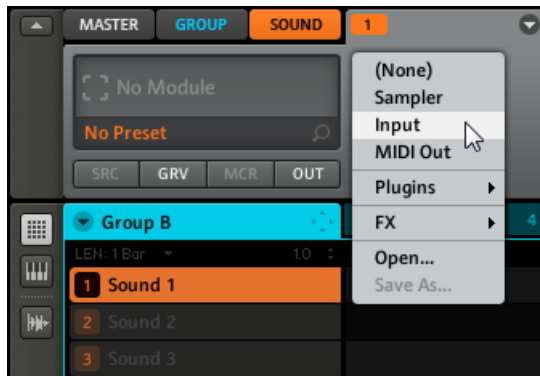 MASTER GROUP SOUND 1
No Module
No Preset
SRC GRV MCR OUT
(None)
Sampler
Input
MIDI Out
Plugins
FX
Open...
Save As...
Group B
4
LEN: 1 Bar 1.0
1 Sound 1
2 Sound 2
3 Sound 3